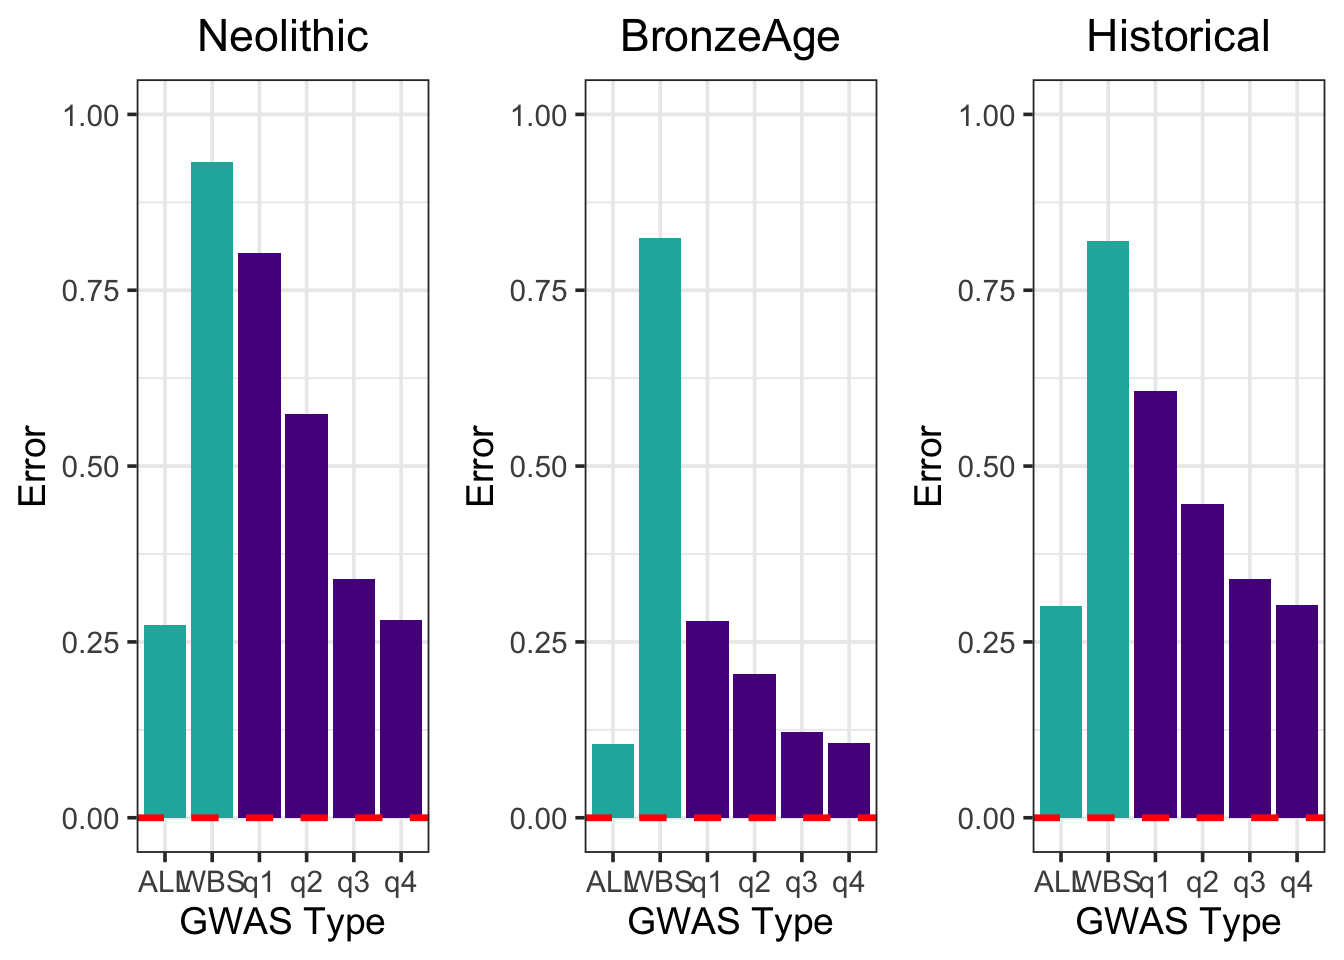 Neolithic
BronzeAge
Historical
1.00
0.75
0.50
0.25
0.00
Error
ALL WBS q1 q2 q3 q4
GWAS Type
1.00
0.75
0.50
0.25
0.00
Error
ALL WBS q1 q2 q3 q4
GWAS Type
1.00
0.75
0.50
0.25
0.00
Error
ALL WBS q1 q2 q3 q4
GWAS Type